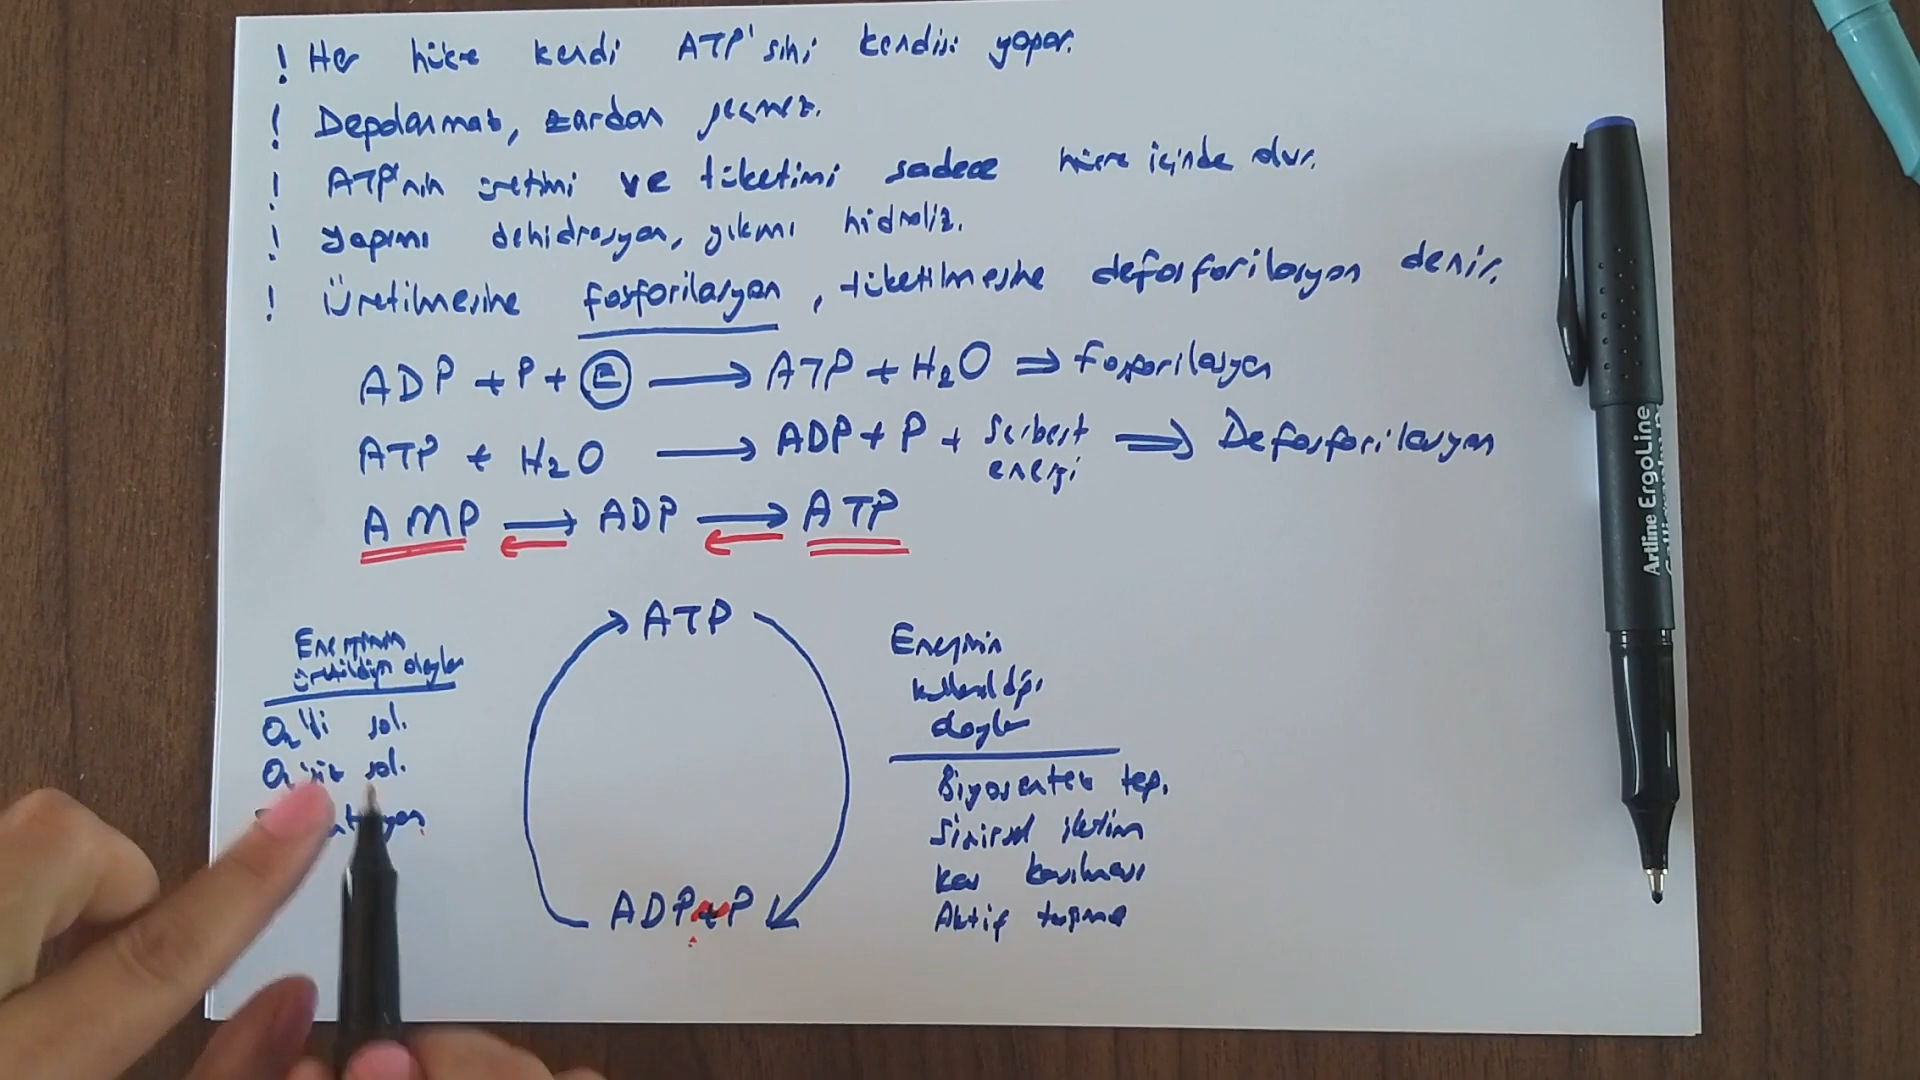 ! Her hücre kendi ATP'sini kendisi yapar.
! Depolanmaz, zardan geçmez.
! ATP'nin üretimi ve tüketimi sadece hücre içinde olur.
! yapımı dehidrasyon, yıkımı hidroliz.
! Üretilmesine fosforilasyon, tüketilmesine defosforilasyon denir.
ADP + P + E → ATP + H₂O ⇒ Fosforilasyon
ATP + H₂O → ADP + P + Serbest enerji ⇒ Defosforilasyon
AMP ⇄ ADP ⇄ ATP
Enerjinin
üretildiği olaylar
O₂'li sol.
O₂'siz sol.
ATP
ADP + P
Enerjinin
kullanıldığı
olaylar
Biyosentez tep.
Sinirsel iletim
Kas kasılması
Aktif taşıma
Artline ErgoLine